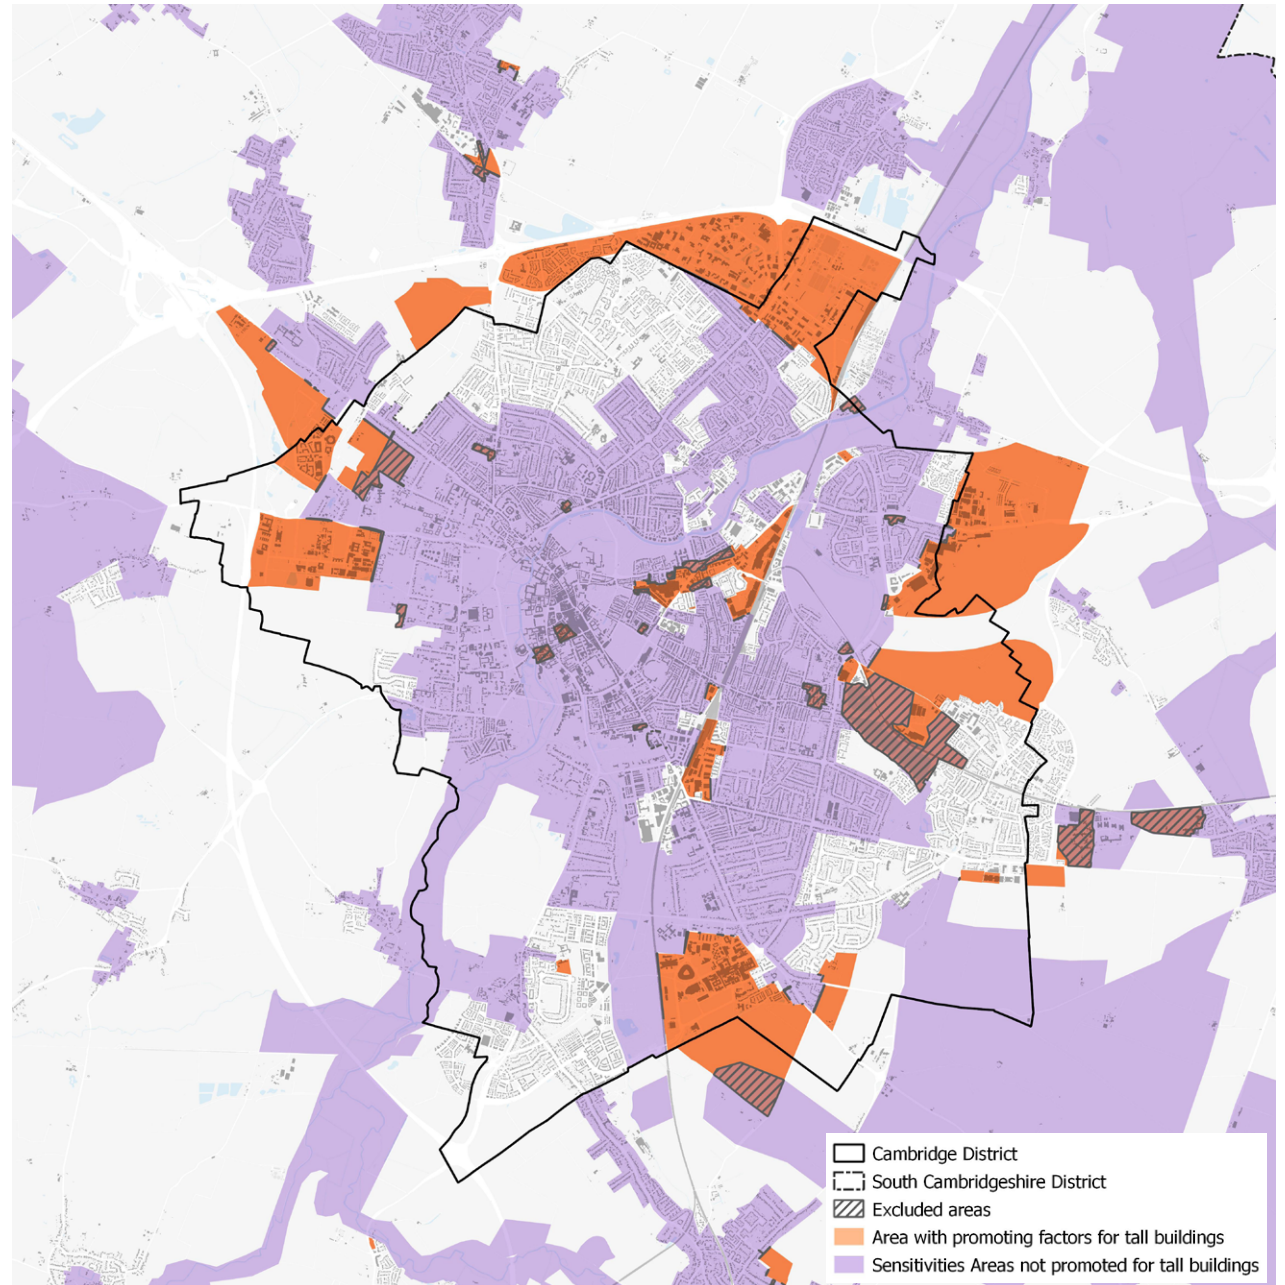 Cambridge District
South Cambridgeshire District
Excluded areas
Area with promoting factors for tall buildings
Sensitivities Areas not promoted for tall buildings